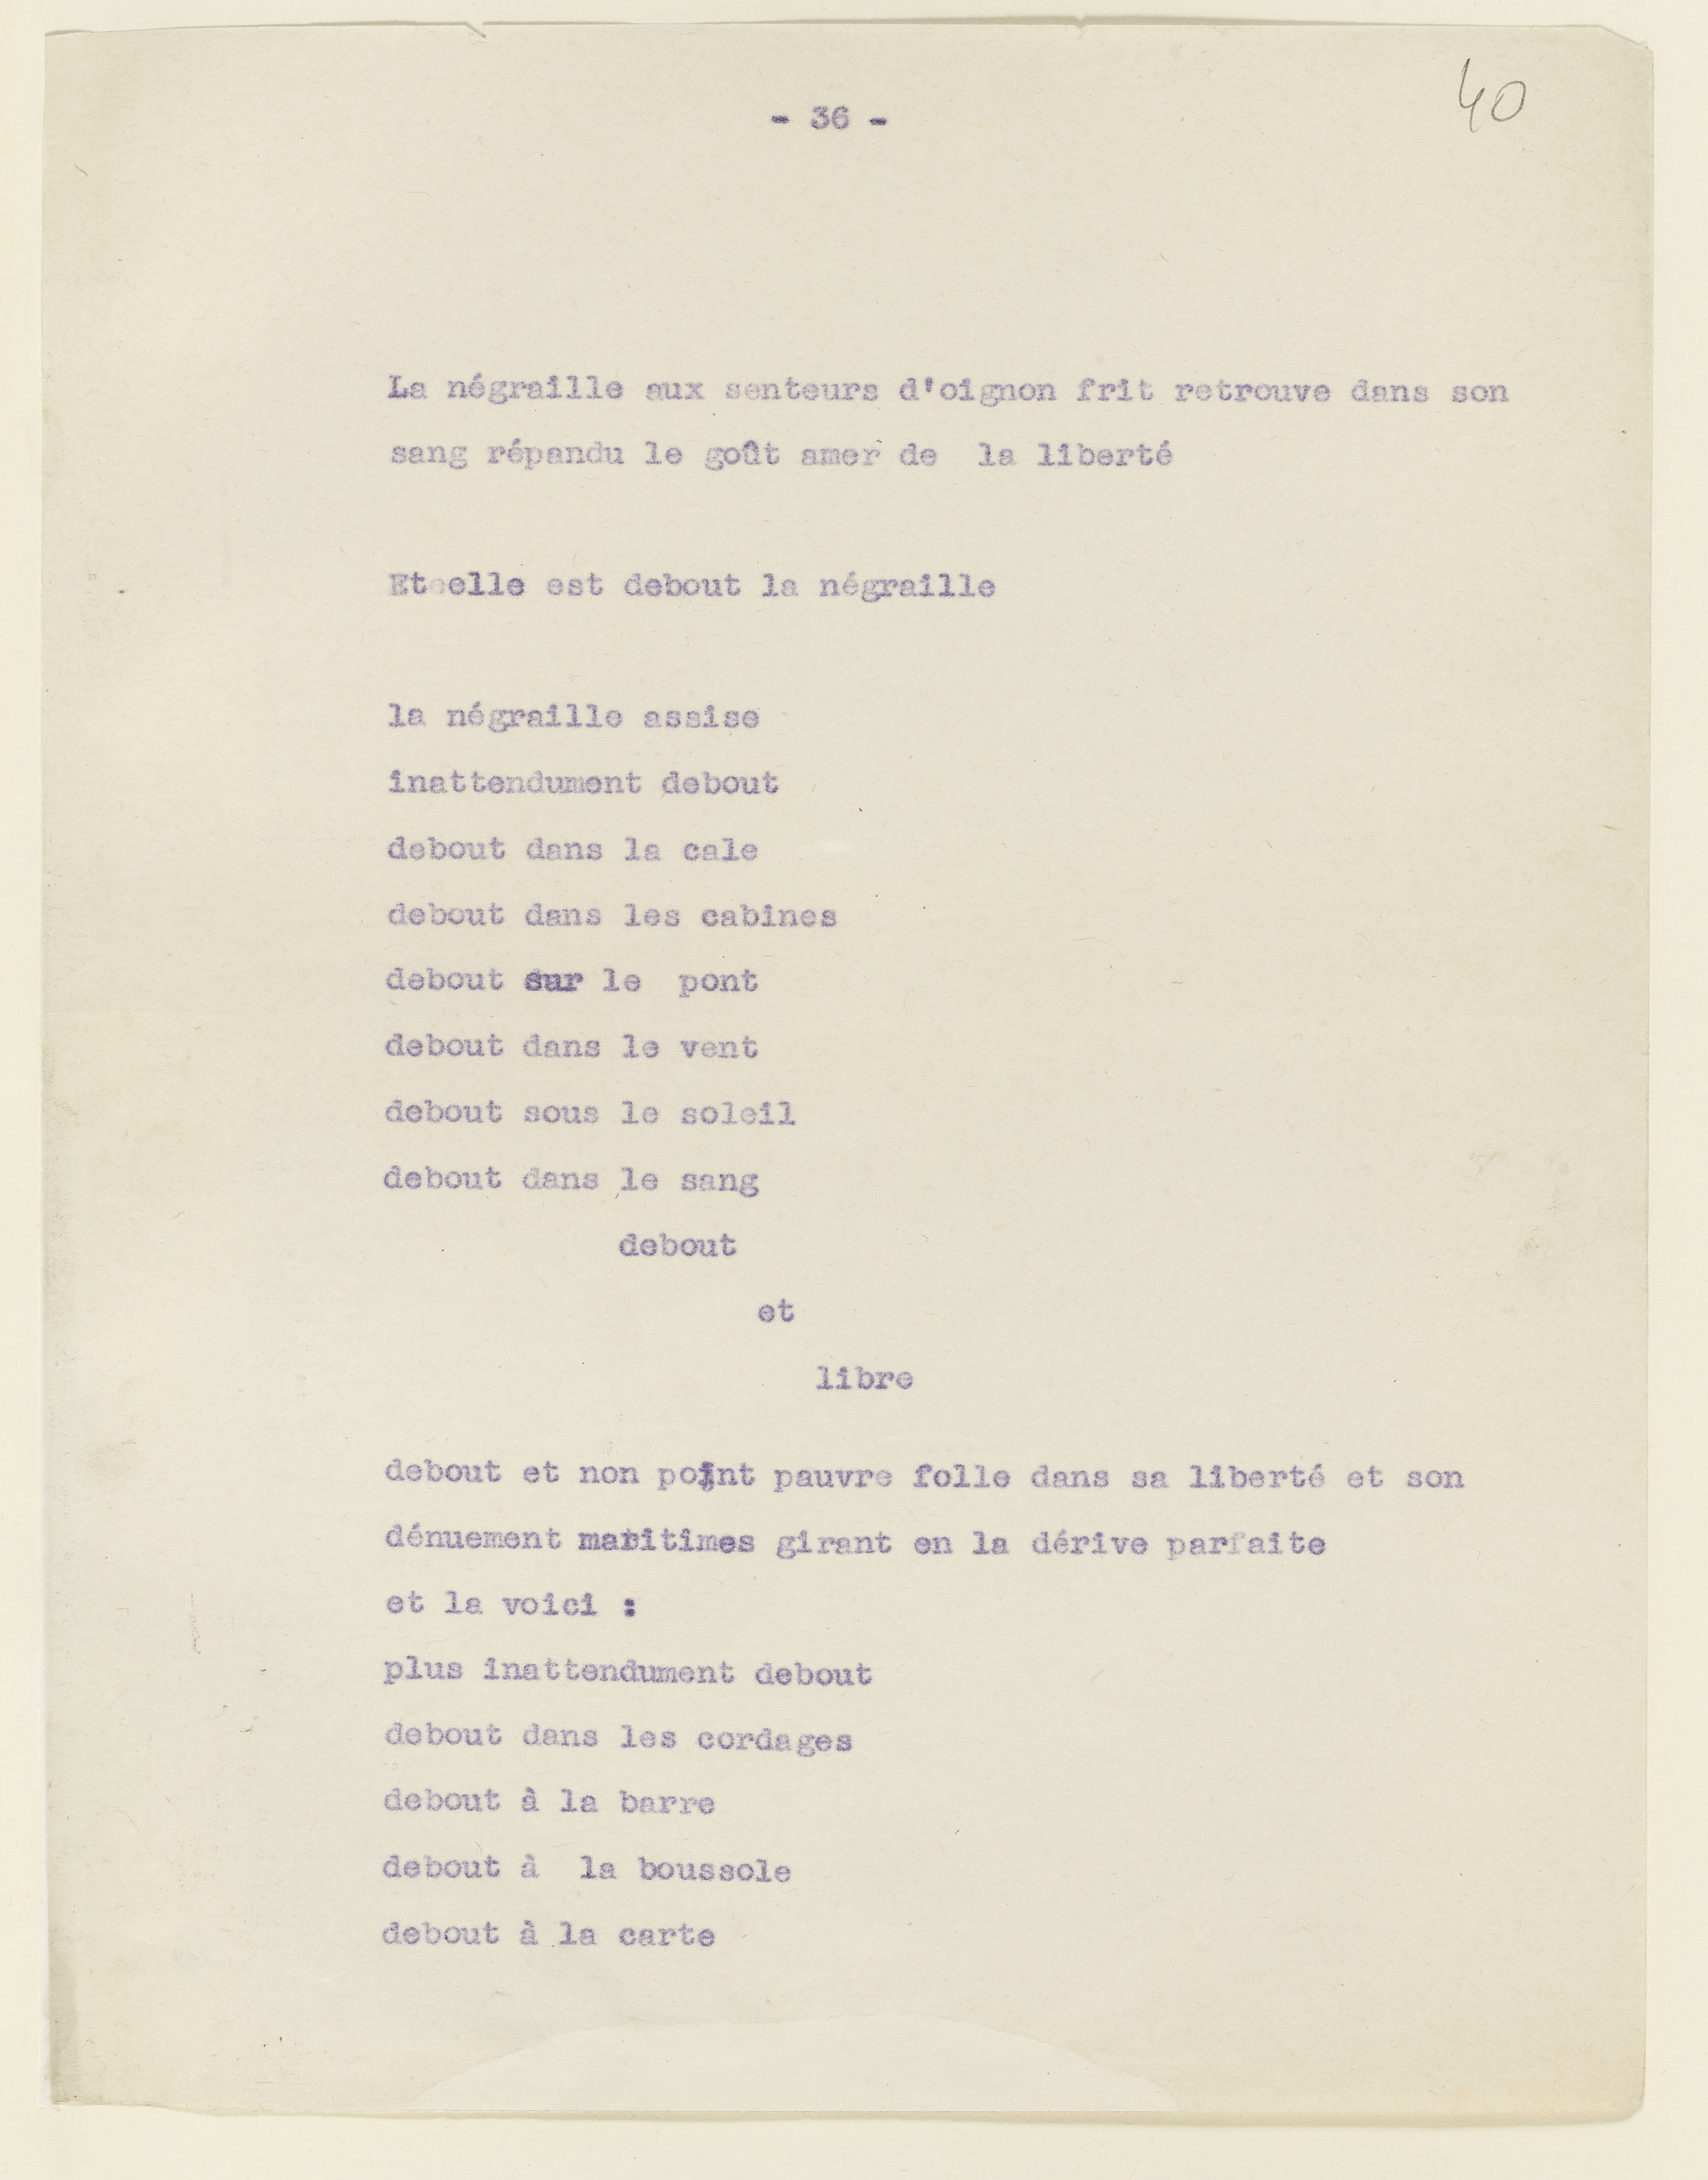 - 36 -
40
La négraille aux senteurs d'oignon frit retrouve dans son
sang répandu le goût amer de la liberté
Et elle est debout la négraille
la négraille assise
inattendument debout
debout dans la cale
debout dans les cabines
debout sur le pont
debout dans le vent
debout sous le soleil
debout dans le sang
debout
et
libre
debout et non point pauvre folle dans sa liberté et son
dénuement maritimes girant en la dérive parfaite
et la voici :
plus inattendument debout
debout dans les cordages
debout à la barre
debout à la boussole
debout à la carte